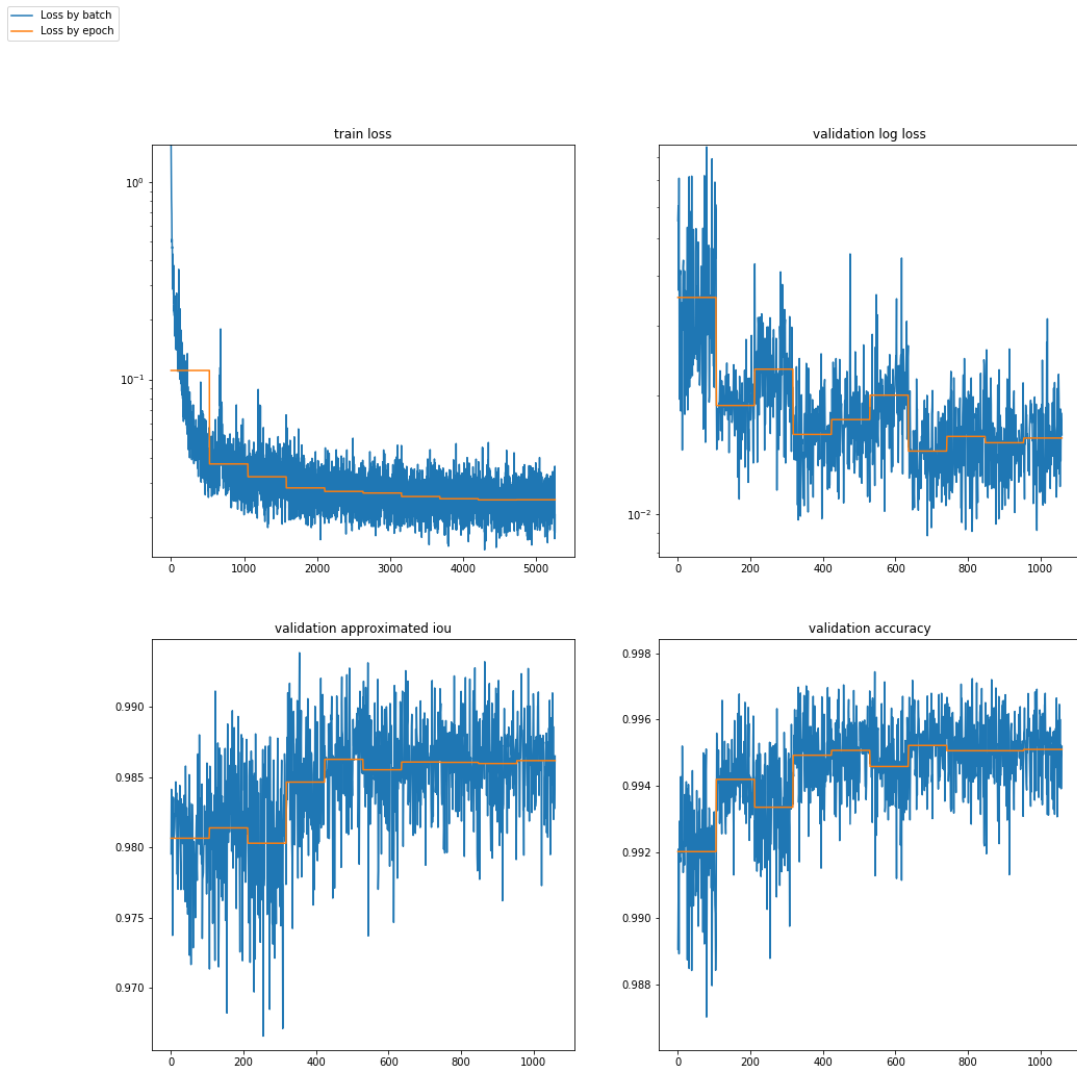 Loss by batch
Loss by epoch
train loss
validation log loss
10⁰
10⁻¹
10⁻²
0 1000 2000 3000 4000 5000
0 200 400 600 800 1000
validation approximated iou
validation accuracy
0.990
0.985
0.980
0.975
0.970
0.998
0.996
0.994
0.992
0.990
0.988
0 200 400 600 800 1000
0 200 400 600 800 1000